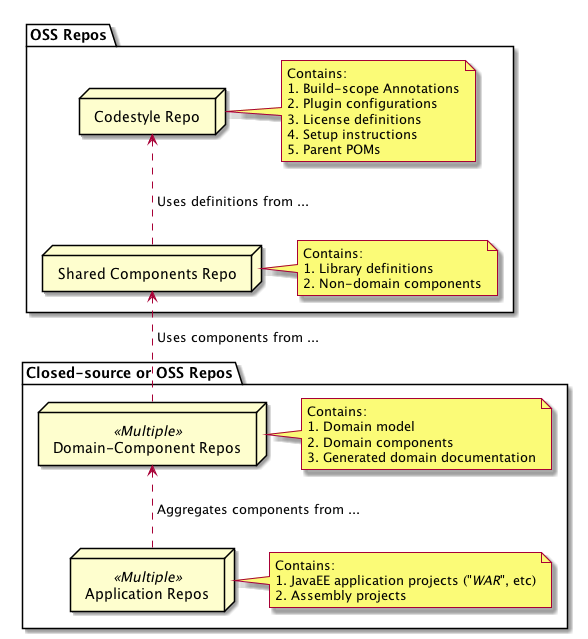 OSS Repos
Codestyle Repo
Contains:
1. Build-scope Annotations
2. Plugin configurations
3. License definitions
4. Setup instructions
5. Parent POMs
Uses definitions from ...
Shared Components Repo
Contains:
1. Library definitions
2. Non-domain components
Uses components from ...
Closed-source or OSS Repos
«Multiple»
Domain-Component Repos
Contains:
1. Domain model
2. Domain components
3. Generated domain documentation
Aggregates components from ...
«Multiple»
Application Repos
Contains:
1. JavaEE application projects ("WAR", etc)
2. Assembly projects